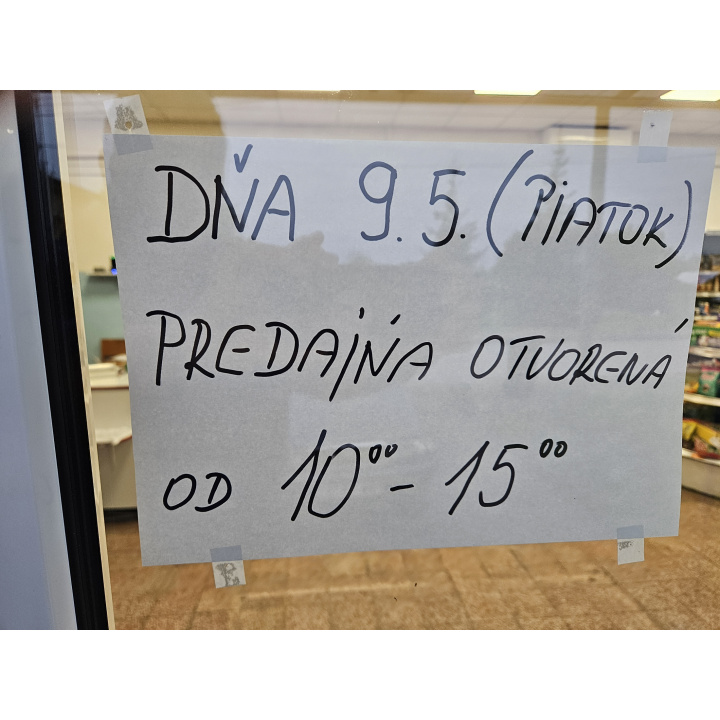 DŇA 9.5. (PIATOK)
PREDAJŇA OTVORENÁ
OD 10⁰⁰ - 15⁰⁰